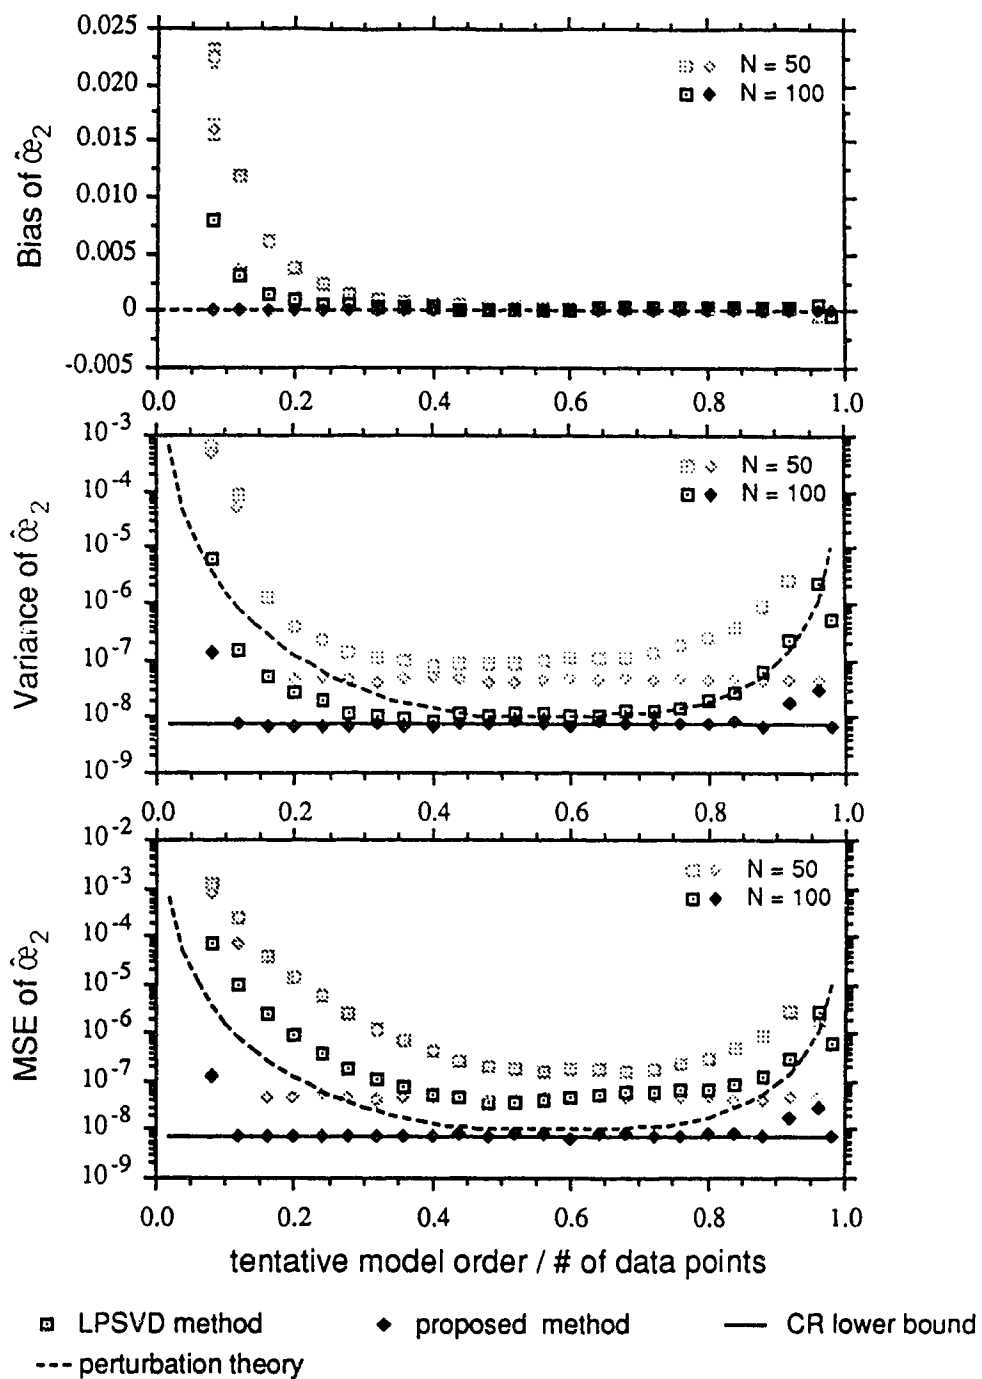 0.025
0.020
0.015
0.010
0.005
0
-0.005
Bias of ω̂₂
N = 50
N = 100
0.0 0.2 0.4 0.6 0.8 1.0
10⁻³
10⁻⁴
10⁻⁵
10⁻⁶
10⁻⁷
10⁻⁸
10⁻⁹
Variance of ω̂₂
N = 50
N = 100
0.0 0.2 0.4 0.6 0.8 1.0
10⁻²
10⁻³
10⁻⁴
10⁻⁵
10⁻⁶
10⁻⁷
10⁻⁸
10⁻⁹
MSE of ω̂₂
N = 50
N = 100
0.0 0.2 0.4 0.6 0.8 1.0
tentative model order / # of data points
LPSVD method proposed method CR lower bound
perturbation theory